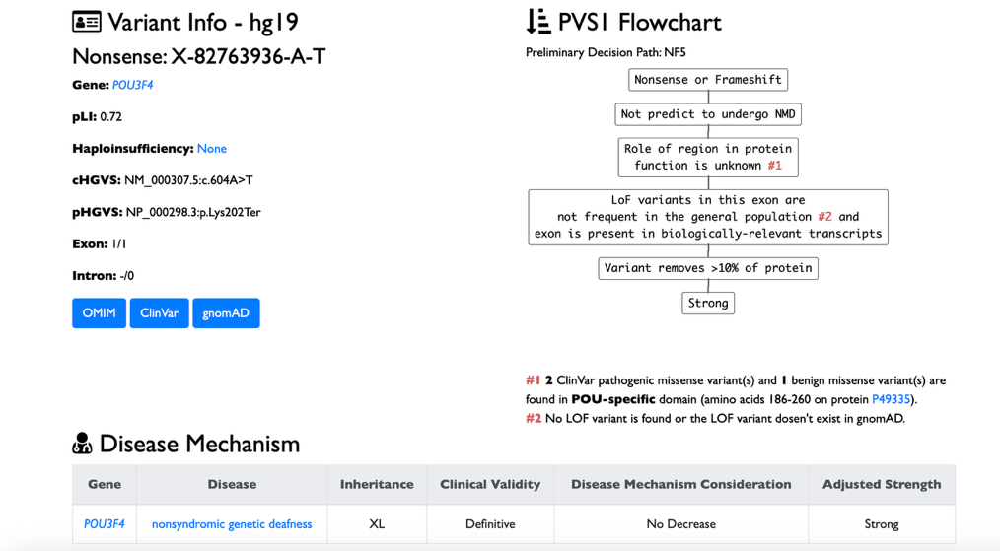 Variant Info - hg19
Nonsense: X-82763936-A-T
Gene: POU3F4
pLI: 0.72
Haploinsufficiency: None
cHGVS: NM_000307.5:c.604A>T
pHGVS: NP_000298.3:p.Lys202Ter
Exon: 1/1
Intron: -/0
OMIM ClinVar gnomAD
PVS1 Flowchart
Preliminary Decision Path: NF5
Nonsense or Frameshift
Not predict to undergo NMD
Role of region in protein
function is unknown #1
LoF variants in this exon are
not frequent in the general population #2 and
exon is present in biologically-relevant transcripts
Variant removes >10% of protein
Strong
#1 2 ClinVar pathogenic missense variant(s) and 1 benign missense variant(s) are
found in POU-specific domain (amino acids 186-260 on protein P49335).
#2 No LOF variant is found or the LOF variant dosen't exist in gnomAD.
Disease Mechanism
Gene Disease Inheritance Clinical Validity Disease Mechanism Consideration Adjusted Strength
POU3F4 nonsyndromic genetic deafness XL Definitive No Decrease Strong